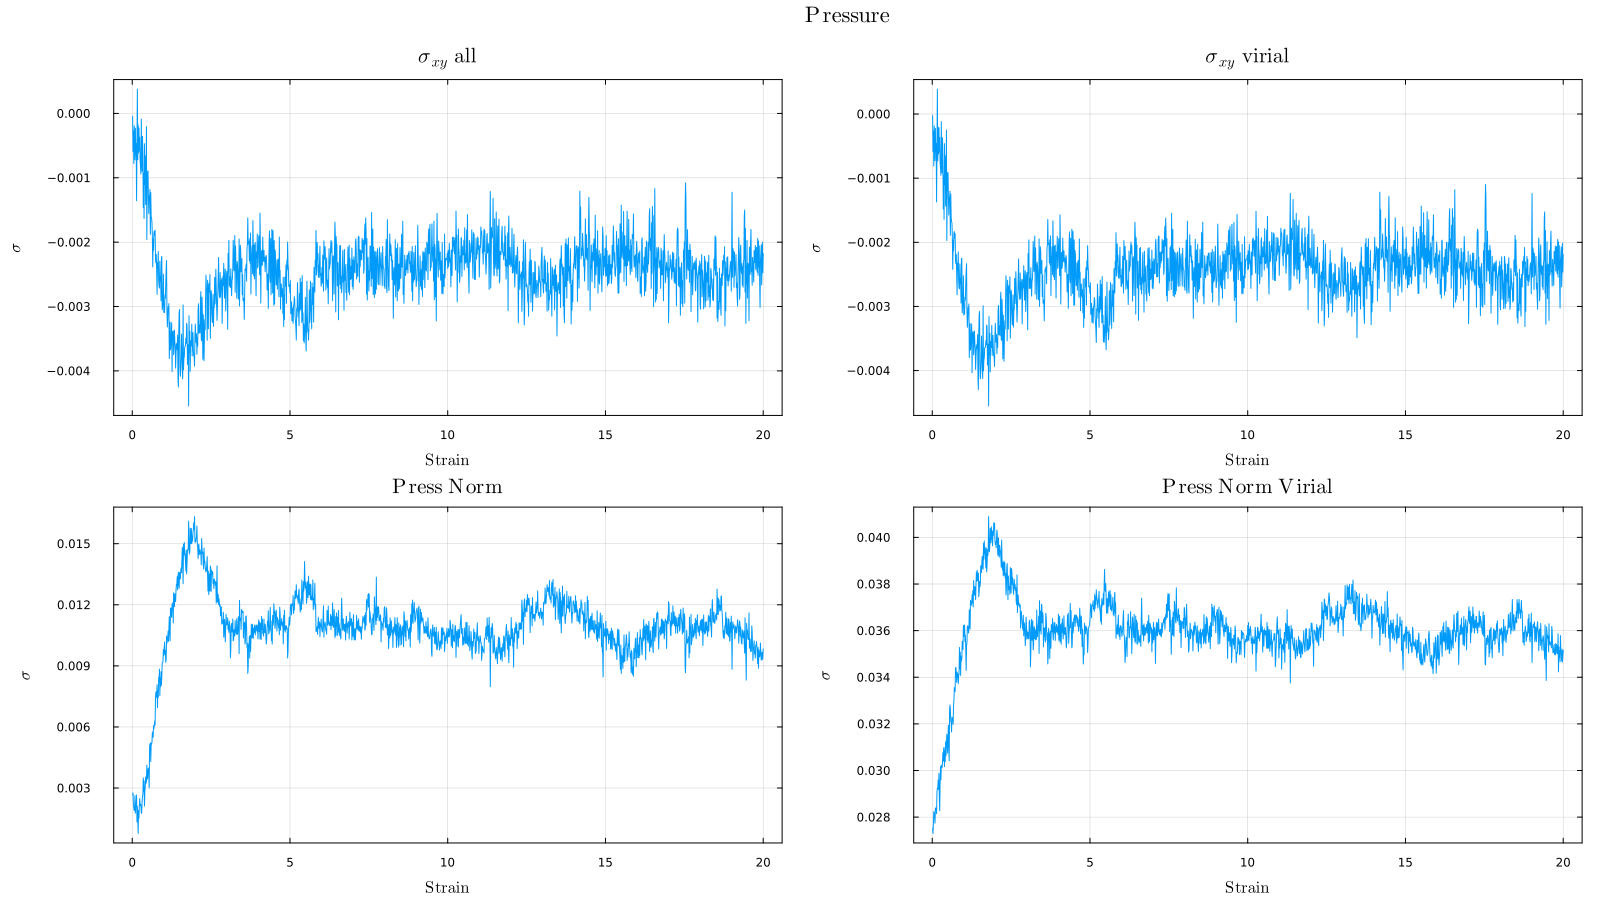 Pressure
σxy all
0.000
−0.001
−0.002
−0.003
−0.004
σ
0 5 10 15 20
Strain
σxy virial
0.000
−0.001
−0.002
−0.003
−0.004
σ
0 5 10 15 20
Strain
Press Norm
0.015
0.012
0.009
0.006
0.003
σ
0 5 10 15 20
Strain
Press Norm Virial
0.040
0.038
0.036
0.034
0.032
0.030
0.028
σ
0 5 10 15 20
Strain